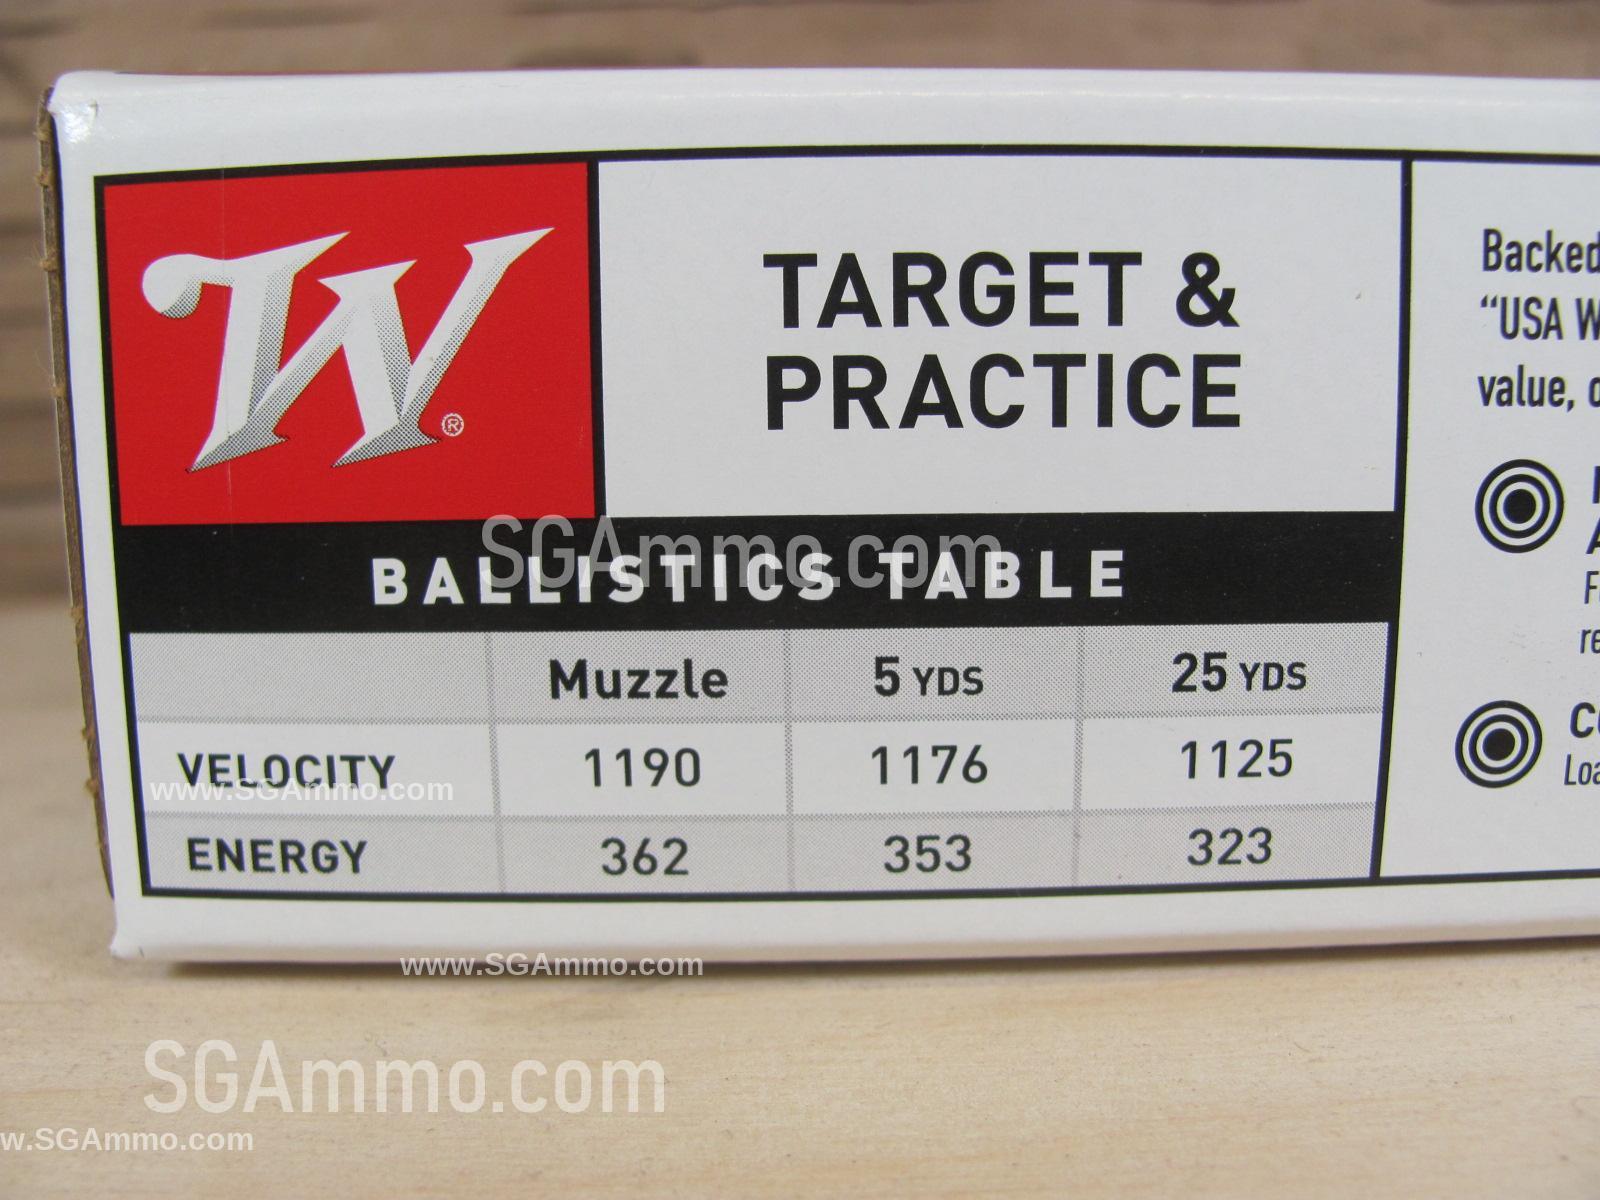 W®
TARGET &
PRACTICE
BALLISTICS TABLE
SGAmmo.com
Muzzle 5 YDS 25 YDS
VELOCITY 1190 1176 1125
www.SGAmmo.com
ENERGY 362 353 323
Backed
“USA W
value,
re
www.SGAmmo.com
SGAmmo.com
w.SGAmmo.com